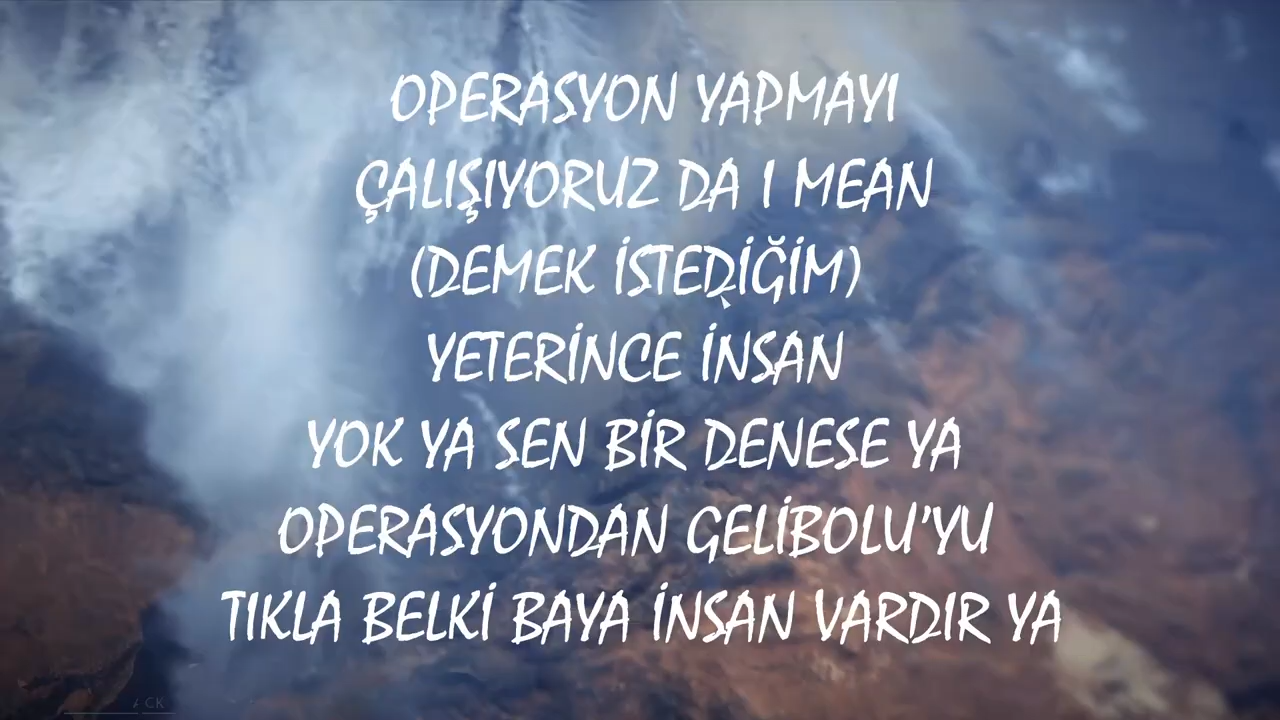 OPERASYON YAPMAYI
ÇALIŞIYORUZ DA I MEAN
(DEMEK İSTEDİĞİM)
YETERİNCE İNSAN
YOK YA SEN BİR DENESE YA
OPERASYONDAN GELİBOLU'YU
TIKLA BELKİ BAYA İNSAN VARDIR YA